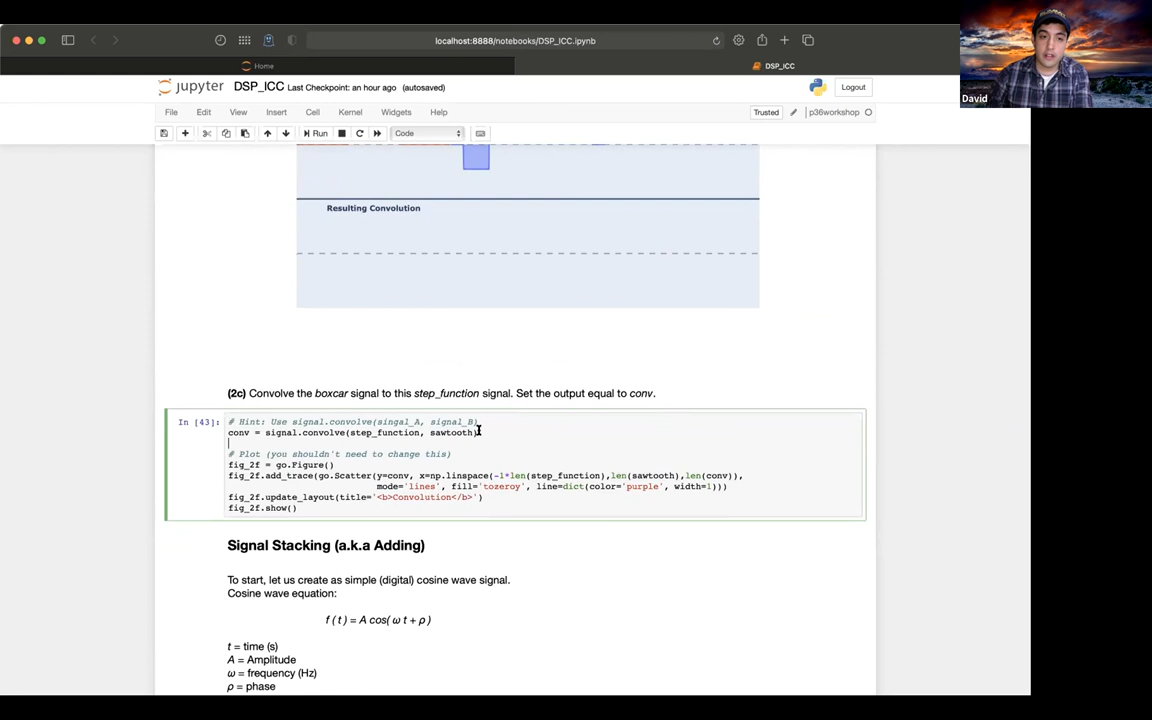 localhost:8888/notebooks/DSP_ICC.ipynb
Home
DSP_ICC
David
jupyter DSP_ICC Last Checkpoint: an hour ago (autosaved)
Logout
File Edit View Insert Cell Kernel Widgets Help
Trusted p36workshop
Run Code
Resulting Convolution
(2c) Convolve the boxcar signal to this step_function signal. Set the output equal to conv.
In [43]: # Hint: Use signal.convolve(singal_A, signal_B)
conv = signal.convolve(step_function, sawtooth)
# Plot (you shouldn't need to change this)
fig_2f = go.Figure()
fig_2f.add_trace(go.Scatter(y=conv, x=np.linspace(-1*len(step_function),len(sawtooth),len(conv)),
mode='lines', fill='tozeroy', line=dict(color='purple', width=1)))
fig_2f.update_layout(title='<b>Convolution</b>')
fig_2f.show()
Signal Stacking (a.k.a Adding)
To start, let us create as simple (digital) cosine wave signal.
Cosine wave equation:
f ( t ) = A cos( ω t + ρ )
t = time (s)
A = Amplitude
ω = frequency (Hz)
ρ = phase